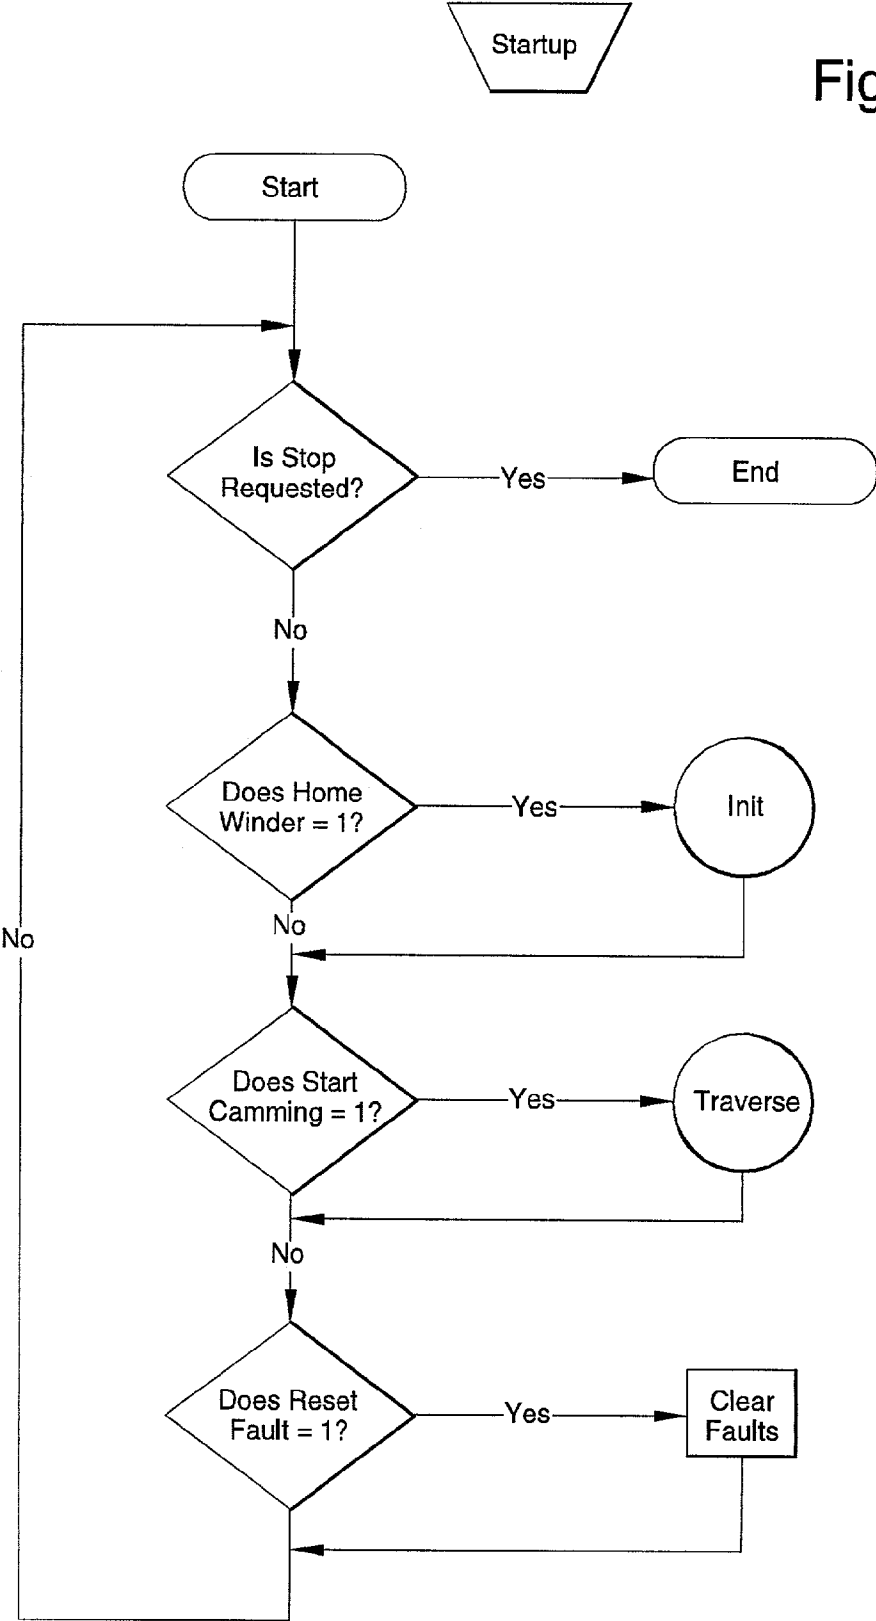 Startup
Fig
Start
Is Stop
Requested?
Yes
End
No
Does Home
Winder = 1?
Yes
Init
No
No
Does Start
Camming = 1?
Yes
Traverse
No
Does Reset
Fault = 1?
Yes
Clear
Faults